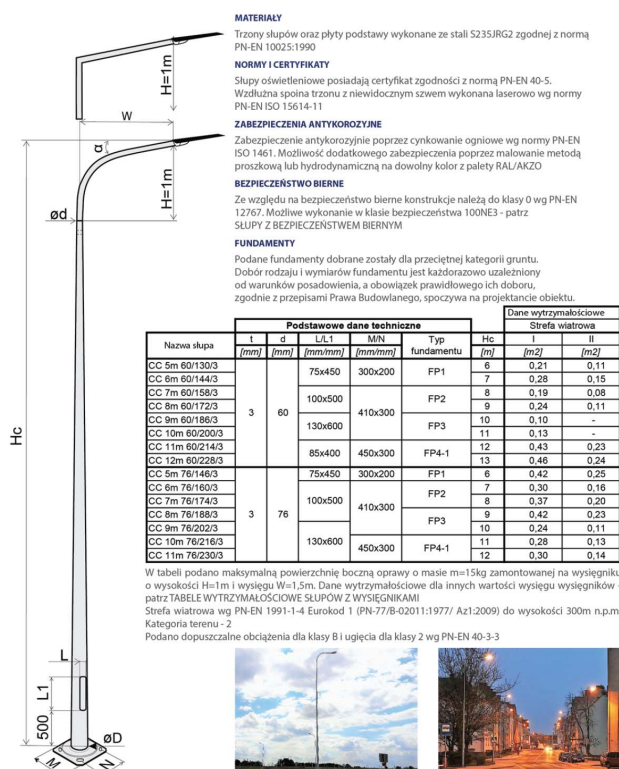 MATERIAŁY
Trzony słupów oraz płyty podstawy wykonane ze stali S235JRG2 zgodnej z normą
PN-EN 10025:1990
NORMY I CERTYFIKATY
Słupy oświetleniowe posiadają certyfikat zgodności z normą PN-EN 40-5.
Wzdłużna spoina trzonu z niewidocznym szwem wykonana laserowo wg normy
PN-EN ISO 15614-11
ZABEZPIECZENIA ANTYKOROZYJNE
Zabezpieczenie antykorozyjnie poprzez cynkowanie ogniowe wg normy PN-EN
ISO 1461. Możliwość dodatkowego zabezpieczenia poprzez malowanie metodą
proszkową lub hydrodynamiczną na dowolny kolor z palety RAL/AKZO
BEZPIECZEŃSTWO BIERNE
Ze względu na bezpieczeństwo bierne konstrukcje należą do klasy 0 wg PN-EN
12767. Możliwe wykonanie w klasie bezpieczeństwa 100NE3 - patrz
SŁUPY Z BEZPIECZEŃSTWEM BIERNYM
FUNDAMENTY
Podane fundamenty dobrane zostały dla przeciętnej kategorii gruntu.
Dobór rodzaju i wymiarów fundamentu jest każdorazowo uzależniony
od warunków posadowienia, a obowiązek prawidłowego ich doboru,
zgodnie z przepisami Prawa Budowlanego, spoczywa na projektancie obiektu.
H=1m
W
α
H=1m
ød
Hc
L
L1
500
øD
M
N
Dane wytrzymałościowe
Podstawowe dane techniczne Strefa wiatrowa
Nazwa słupa t d L/L1 M/N Typ fundamentu Hc I II
[mm] [mm] [mm/mm] [mm/mm] [m] [m2] [m2]
CC 5m 60/130/3 3 60 75x450 300x200 FP1 6 0,21 0,11
CC 6m 60/144/3 7 0,28 0,15
CC 7m 60/158/3 100x500 410x300 FP2 8 0,19 0,08
CC 8m 60/172/3 9 0,24 0,11
CC 9m 60/186/3 130x600 FP3 10 0,10 -
CC 10m 60/200/3 11 0,13 -
CC 11m 60/214/3 85x400 450x300 FP4-1 12 0,43 0,23
CC 12m 60/228/3 13 0,46 0,24
CC 5m 76/146/3 3 76 75x450 300x200 FP1 6 0,42 0,25
CC 6m 76/160/3 100x500 410x300 FP2 7 0,30 0,16
CC 7m 76/174/3 8 0,37 0,20
CC 8m 76/188/3 FP3 9 0,42 0,23
CC 9m 76/202/3 130x600 10 0,24 0,11
CC 10m 76/216/3 450x300 FP4-1 11 0,28 0,13
CC 11m 76/230/3 12 0,30 0,14
W tabeli podano maksymalną powierzchnię boczną oprawy o masie m=15kg zamontowanej na wysięgniku
o wysokości H=1m i wysięgu W=1,5m. Dane wytrzymałościowe dla innych wartości wysięgu wysięgników -
patrz TABELE WYTRZYMAŁOŚCIOWE SŁUPÓW Z WYSIĘGNIKAMI
Strefa wiatrowa wg PN-EN 1991-1-4 Eurokod 1 (PN-77/B-02011:1977/ Az1:2009) do wysokości 300m n.p.m
Kategoria terenu - 2
Podano dopuszczalne obciążenia dla klasy B i ugięcia dla klasy 2 wg PN-EN 40-3-3